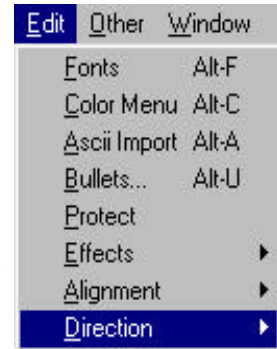 Edit Other Window
Fonts Alt-F
Color Menu Alt-C
Ascii Import Alt-A
Bullets... Alt-U
Protect
Effects
Alignment
Direction